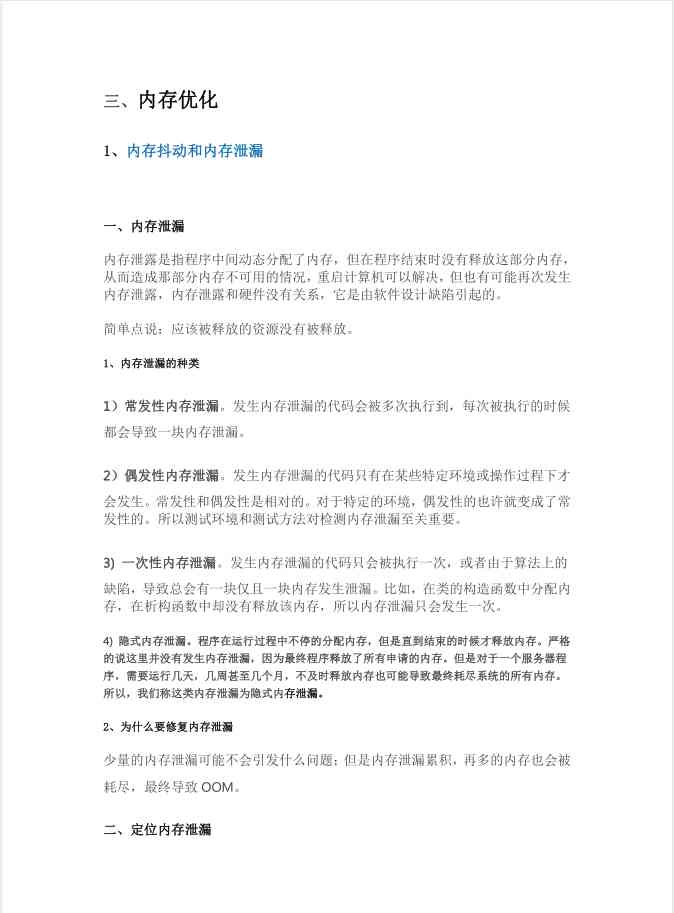 三、内存优化
1、内存抖动和内存泄漏
一、内存泄漏
内存泄露是指程序中间动态分配了内存，但在程序结束时没有释放这部分内存，
从而造成那部分内存不可用的情况，重启计算机可以解决，但也有可能再次发生
内存泄露，内存泄露和硬件没有关系，它是由软件设计缺陷引起的。
简单点说：应该被释放的资源没有被释放。
1、内存泄漏的种类
1）常发性内存泄漏。发生内存泄漏的代码会被多次执行到，每次被执行的时候
都会导致一块内存泄漏。
2）偶发性内存泄漏。发生内存泄漏的代码只有在某些特定环境或操作过程下才
会发生。常发性和偶发性是相对的。对于特定的环境，偶发性的也许就变成了常
发性的。所以测试环境和测试方法对检测内存泄漏至关重要。
3) 一次性内存泄漏。发生内存泄漏的代码只会被执行一次，或者由于算法上的
缺陷，导致总会有一块仅且一块内存发生泄漏。比如，在类的构造函数中分配内
存，在析构函数中却没有释放该内存，所以内存泄漏只会发生一次。
4) 隐式内存泄漏。程序在运行过程中不停的分配内存，但是直到结束的时候才释放内存。严格
的说这里并没有发生内存泄漏，因为最终程序释放了所有申请的内存。但是对于一个服务器程
序，需要运行几天，几周甚至几个月，不及时释放内存也可能导致最终耗尽系统的所有内存。
所以，我们称这类内存泄漏为隐式内存泄漏。
2、为什么要修复内存泄漏
少量的内存泄漏可能不会引发什么问题；但是内存泄漏累积，再多的内存也会被
耗尽，最终导致 OOM。
二、定位内存泄漏